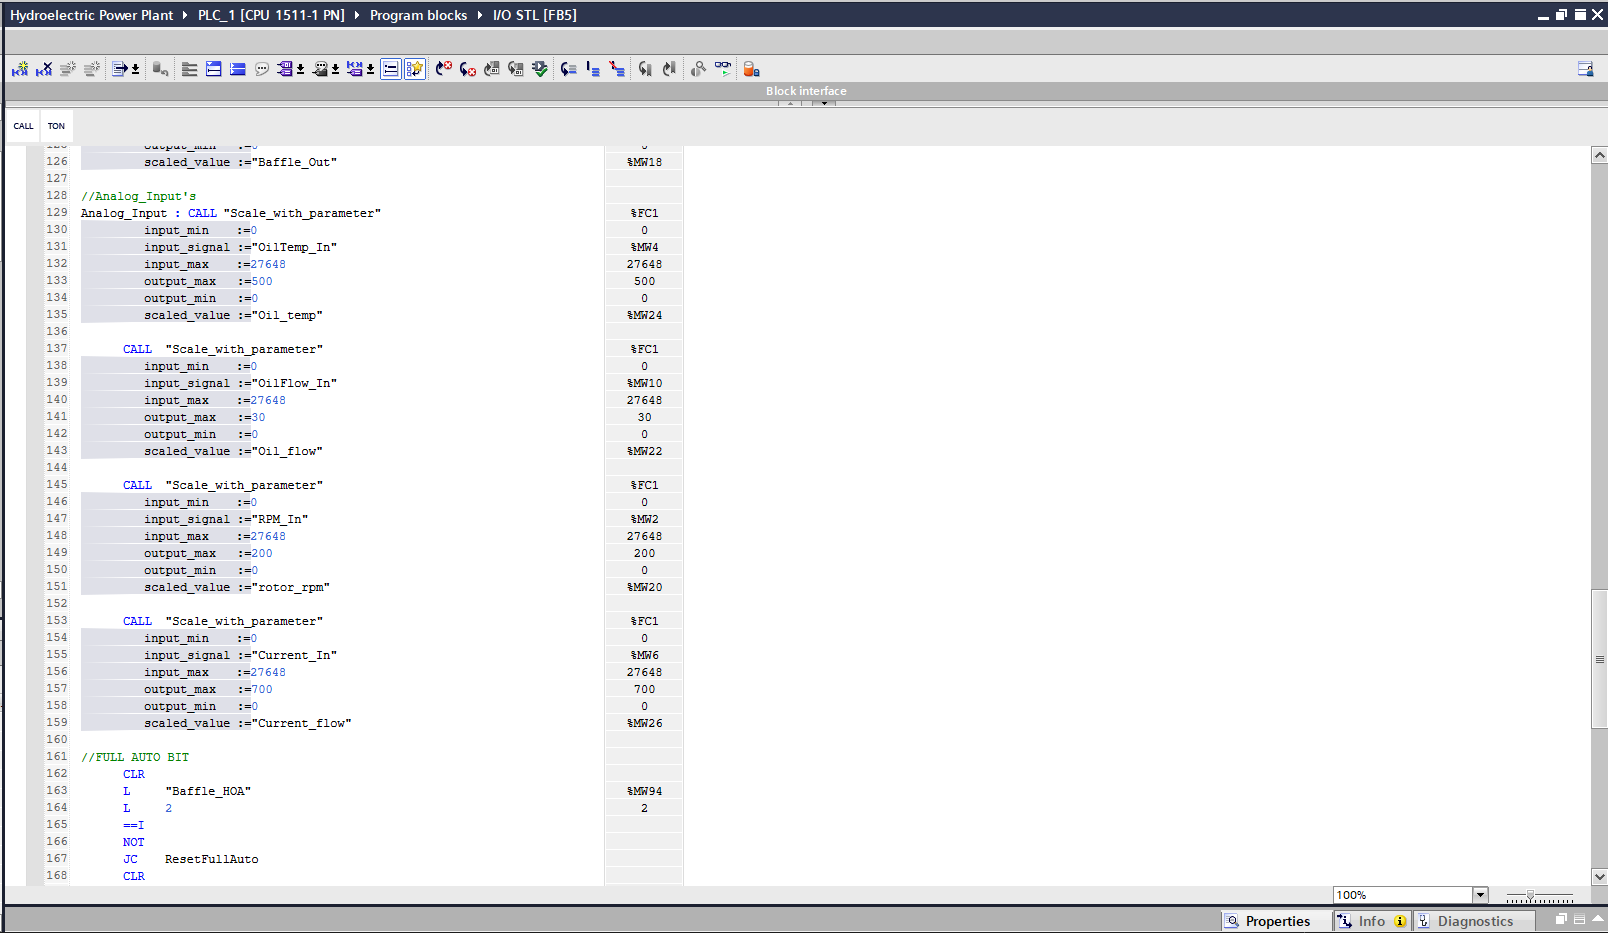 Hydroelectric Power Plant ▸ PLC_1 [CPU 1511-1 PN] ▸ Program blocks ▸ I/O STL [FB5]
Block interface
CALL TON
126 scaled_value :="Baffle_Out" %MW18
127
128 //Analog_Input's
129 Analog_Input : CALL "Scale_with_parameter" %FC1
130 input_min :=0 0
131 input_signal :="OilTemp_In" %MW4
132 input_max :=27648 27648
133 output_max :=500 500
134 output_min :=0 0
135 scaled_value :="Oil_temp" %MW24
136
137 CALL "Scale_with_parameter" %FC1
138 input_min :=0 0
139 input_signal :="OilFlow_In" %MW10
140 input_max :=27648 27648
141 output_max :=30 30
142 output_min :=0 0
143 scaled_value :="Oil_flow" %MW22
144
145 CALL "Scale_with_parameter" %FC1
146 input_min :=0 0
147 input_signal :="RPM_In" %MW2
148 input_max :=27648 27648
149 output_max :=200 200
150 output_min :=0 0
151 scaled_value :="rotor_rpm" %MW20
152
153 CALL "Scale_with_parameter" %FC1
154 input_min :=0 0
155 input_signal :="Current_In" %MW6
156 input_max :=27648 27648
157 output_max :=700 700
158 output_min :=0 0
159 scaled_value :="Current_flow" %MW26
160
161 //FULL AUTO BIT
162 CLR
163 L "Baffle_HOA" %MW94
164 L 2 2
165 ==I
166 NOT
167 JC ResetFullAuto
168 CLR
100%
Properties Info Diagnostics